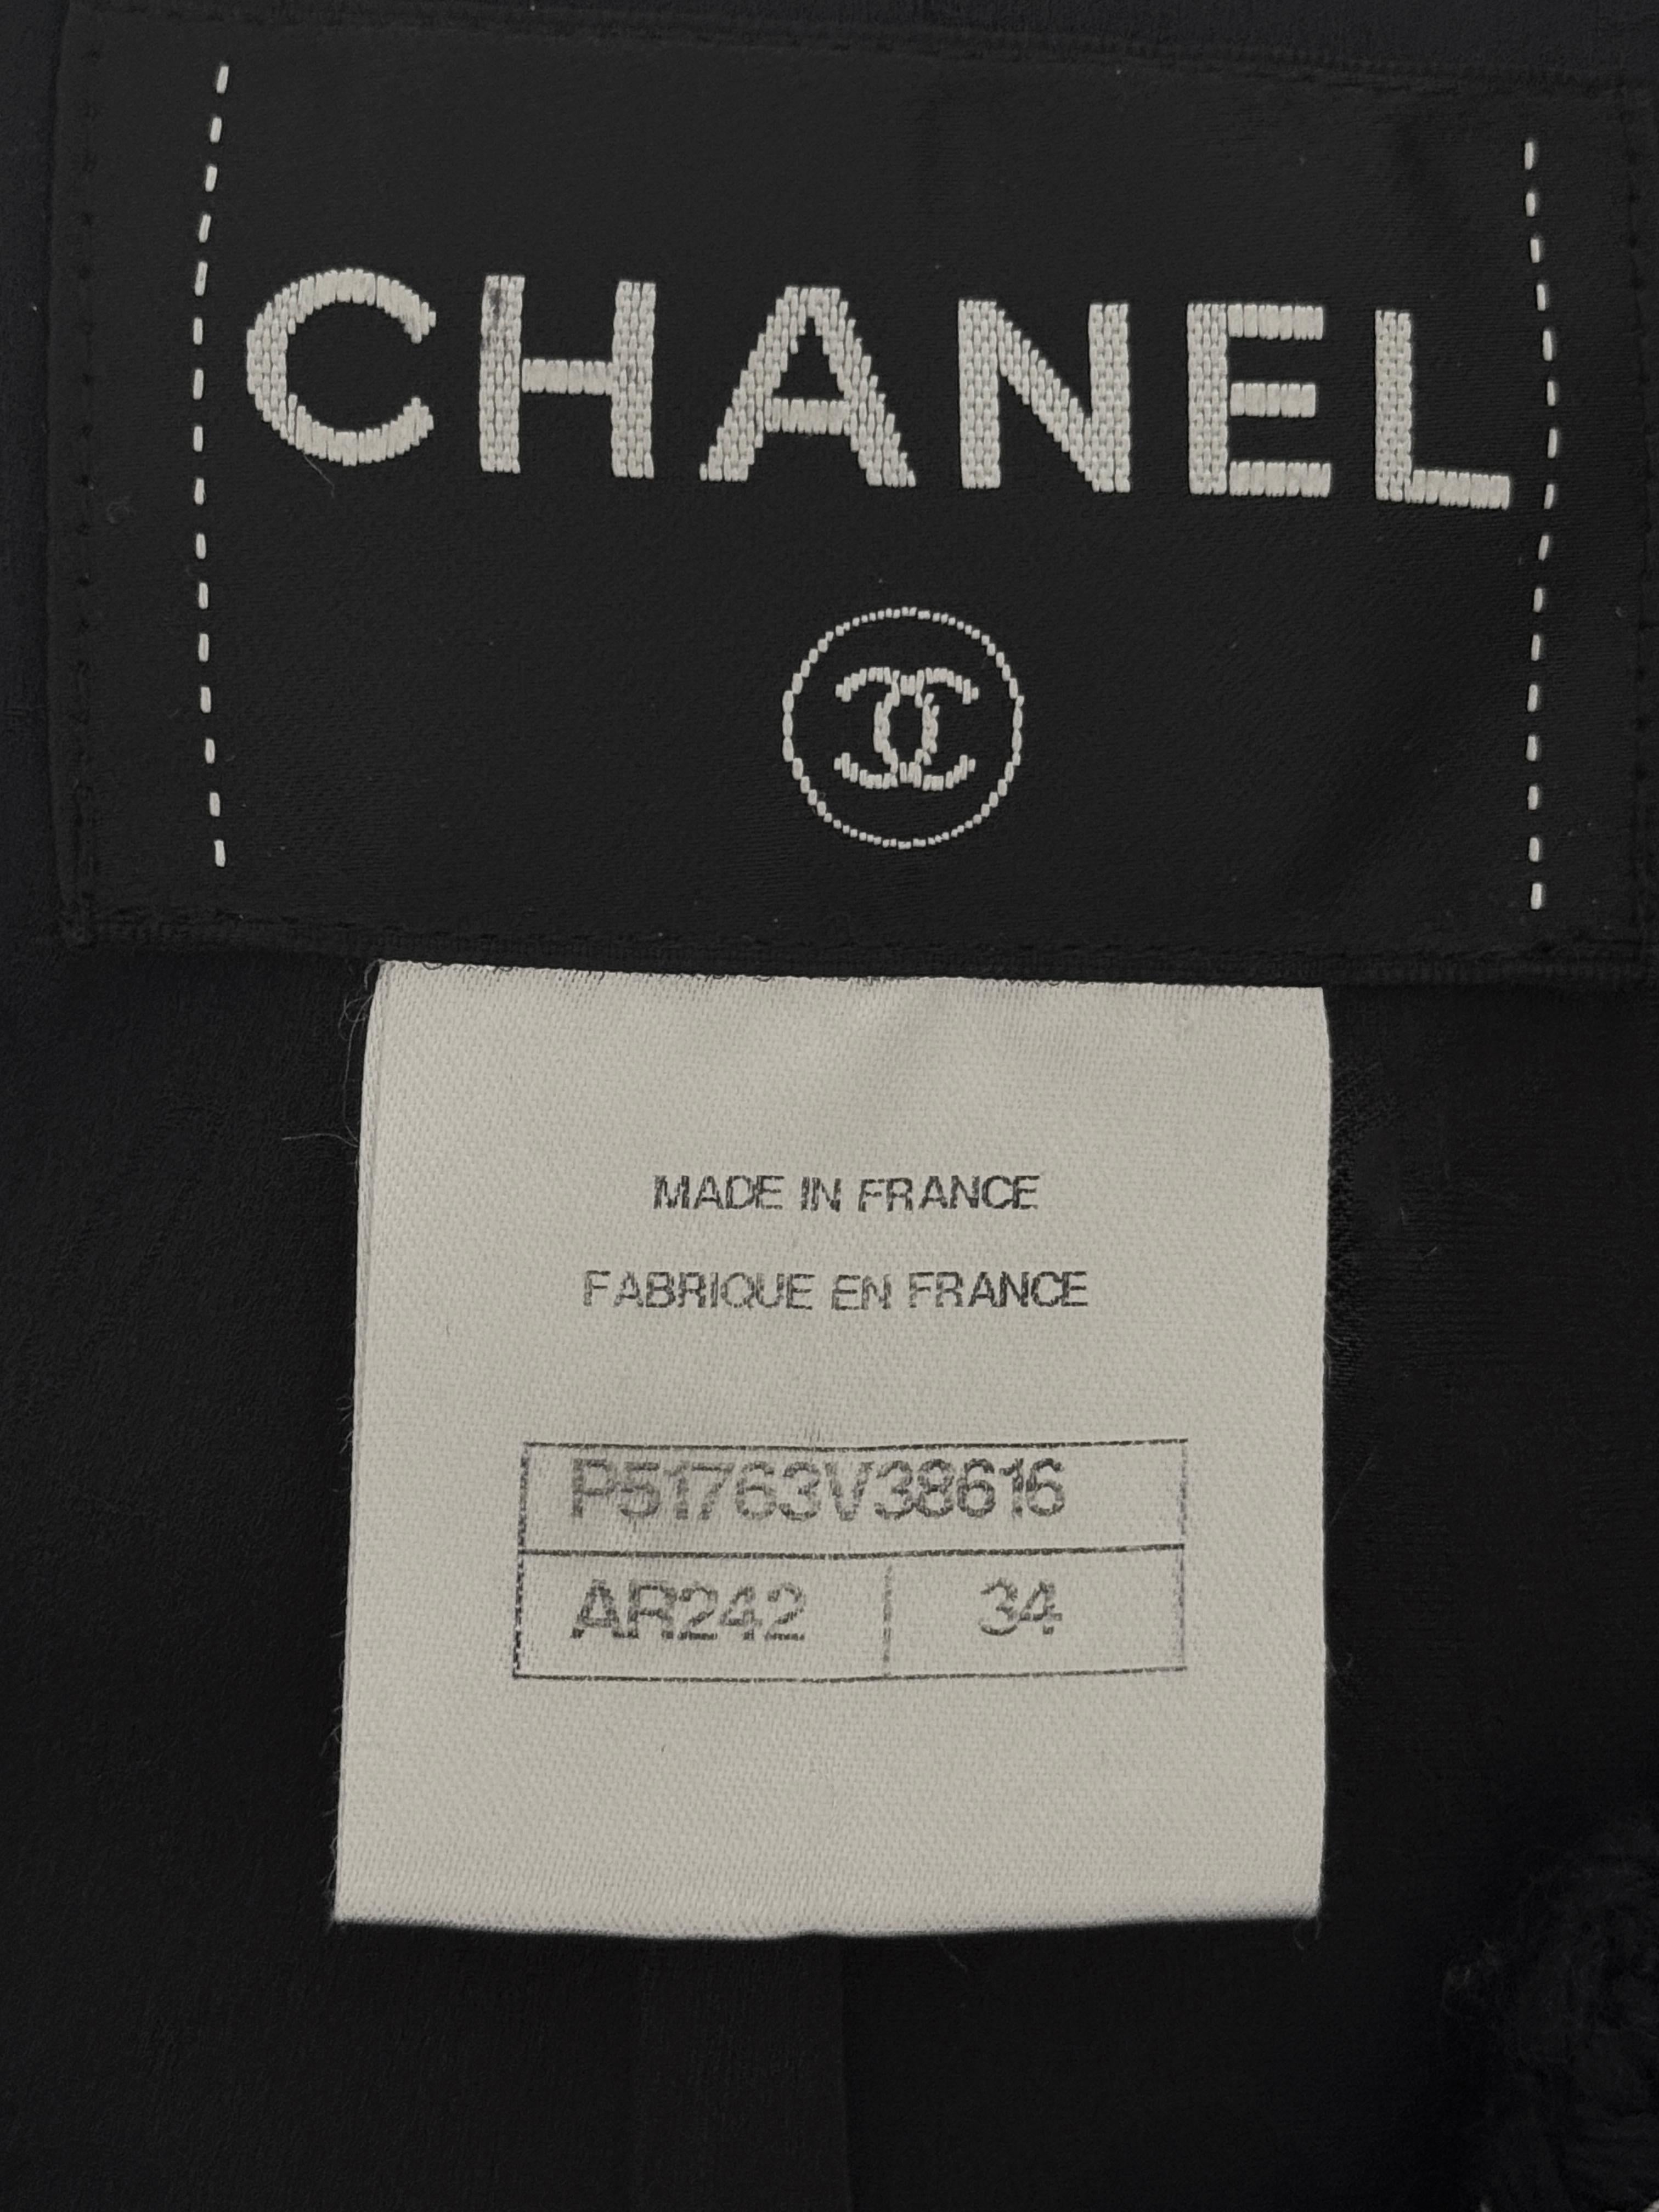 CHANEL
MADE IN FRANCE
FABRIQUE EN FRANCE
P51763V38616
AR242 34